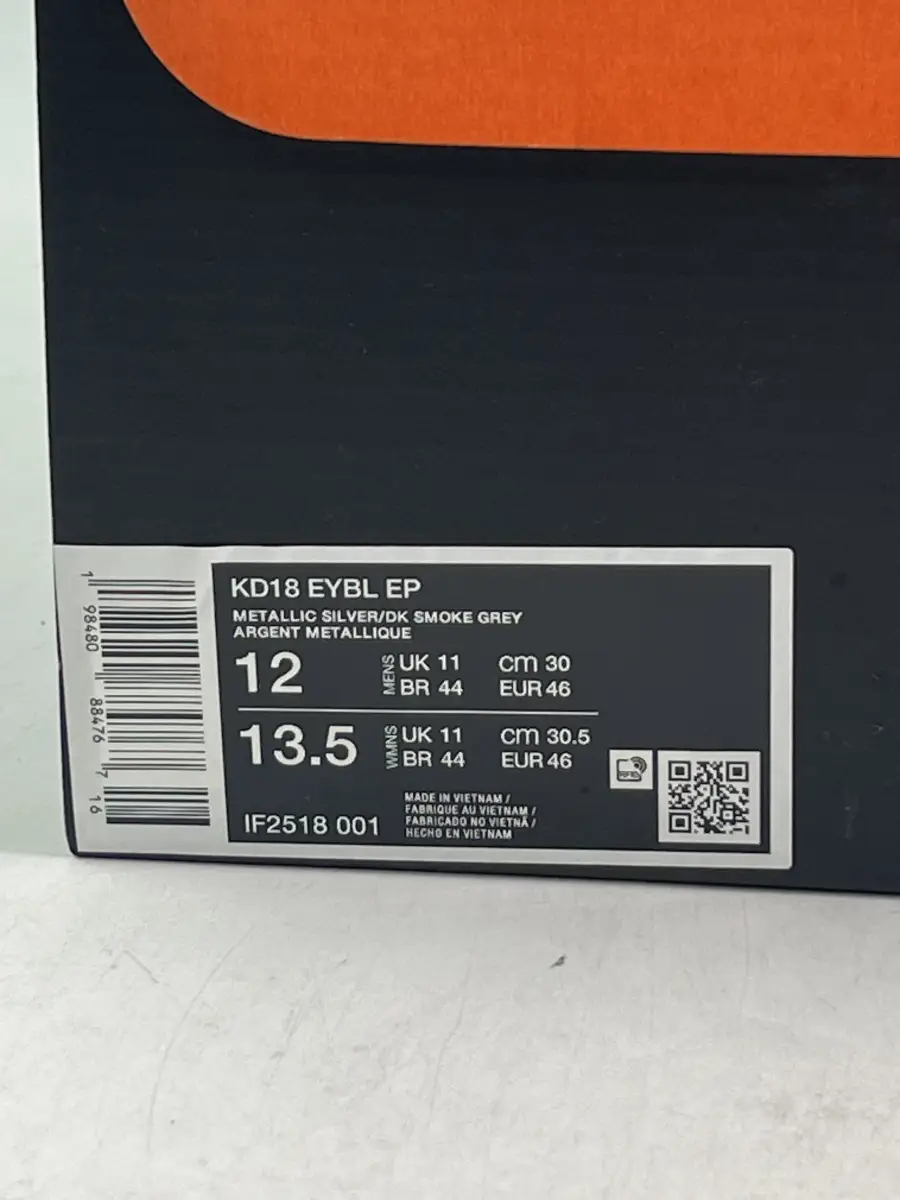 1 98480 88476 7 16
KD18 EYBL EP
METALLIC SILVER/DK SMOKE GREY
ARGENT METALLIQUE
12 MENS UK 11 cm 30
BR 44 EUR 46
13.5 WMNS UK 11 cm 30.5
BR 44 EUR 46
IF2518 001
MADE IN VIETNAM /
FABRIQUE AU VIETNAM /
FABRICADO NO VIETNÃ /
HECHO EN VIETNAM